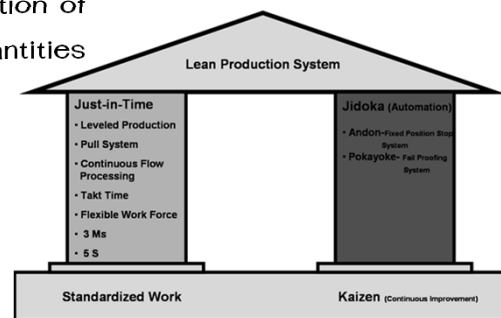 tion of
antities
Lean Production System
Just-in-Time
• Leveled Production
• Pull System
• Continuous Flow
Processing
• Takt Time
• Flexible Work Force
• 3 Ms
• 5 S
Jidoka (Automation)
• Andon-Fixed Position Stop
System
• Pokayoke- Fail Proofing
System
Standardized Work
Kaizen (Continuous Improvement)